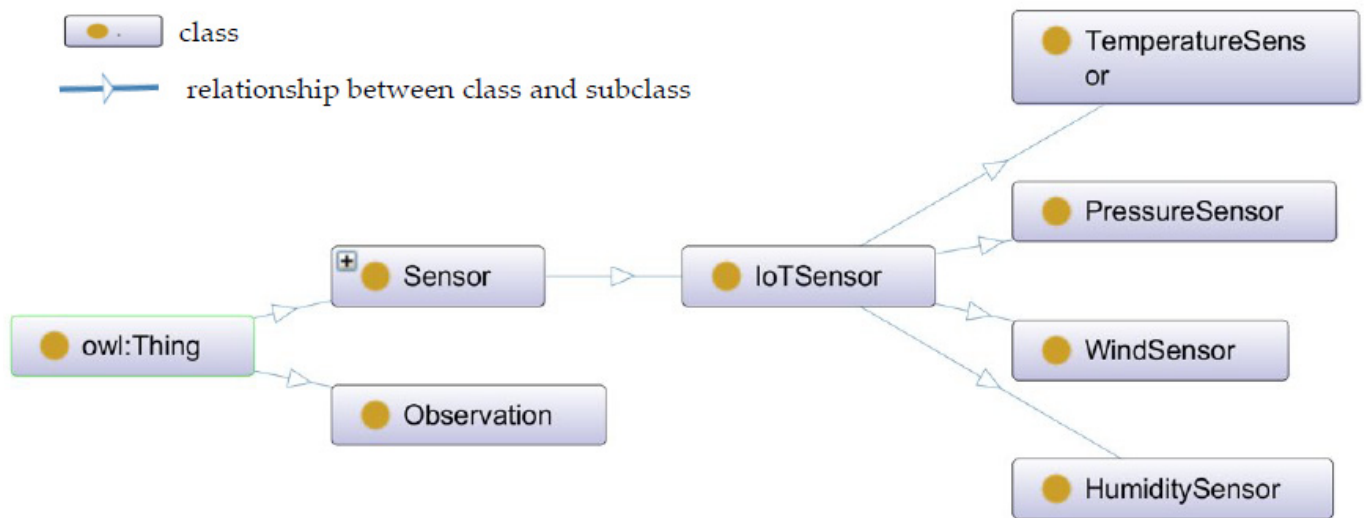 class
relationship between class and subclass
TemperatureSens
or
PressureSensor
Sensor
IoTSensor
owl:Thing
WindSensor
Observation
HumiditySensor